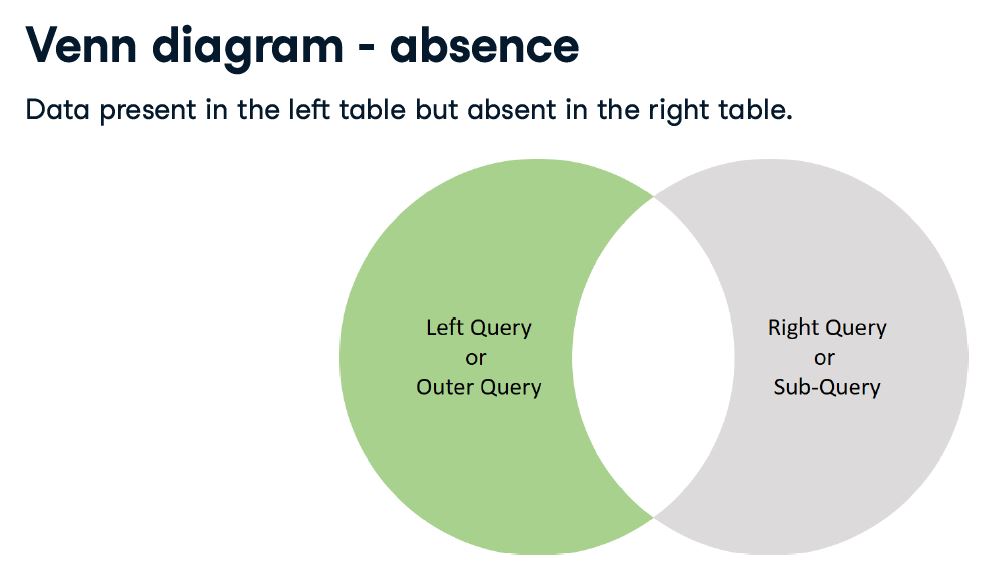 Venn diagram - absence
Data present in the left table but absent in the right table.
Left Query
or
Outer Query
Right Query
or
Sub-Query